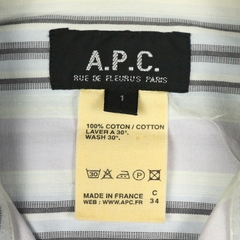 A.P.C.
RUE DE FLEURUS PARIS
1
100% COTON / COTTON
LAVER A 30°.
WASH 30°.
MADE IN FRANCE
WEB : WWW.APC.FR
C
34